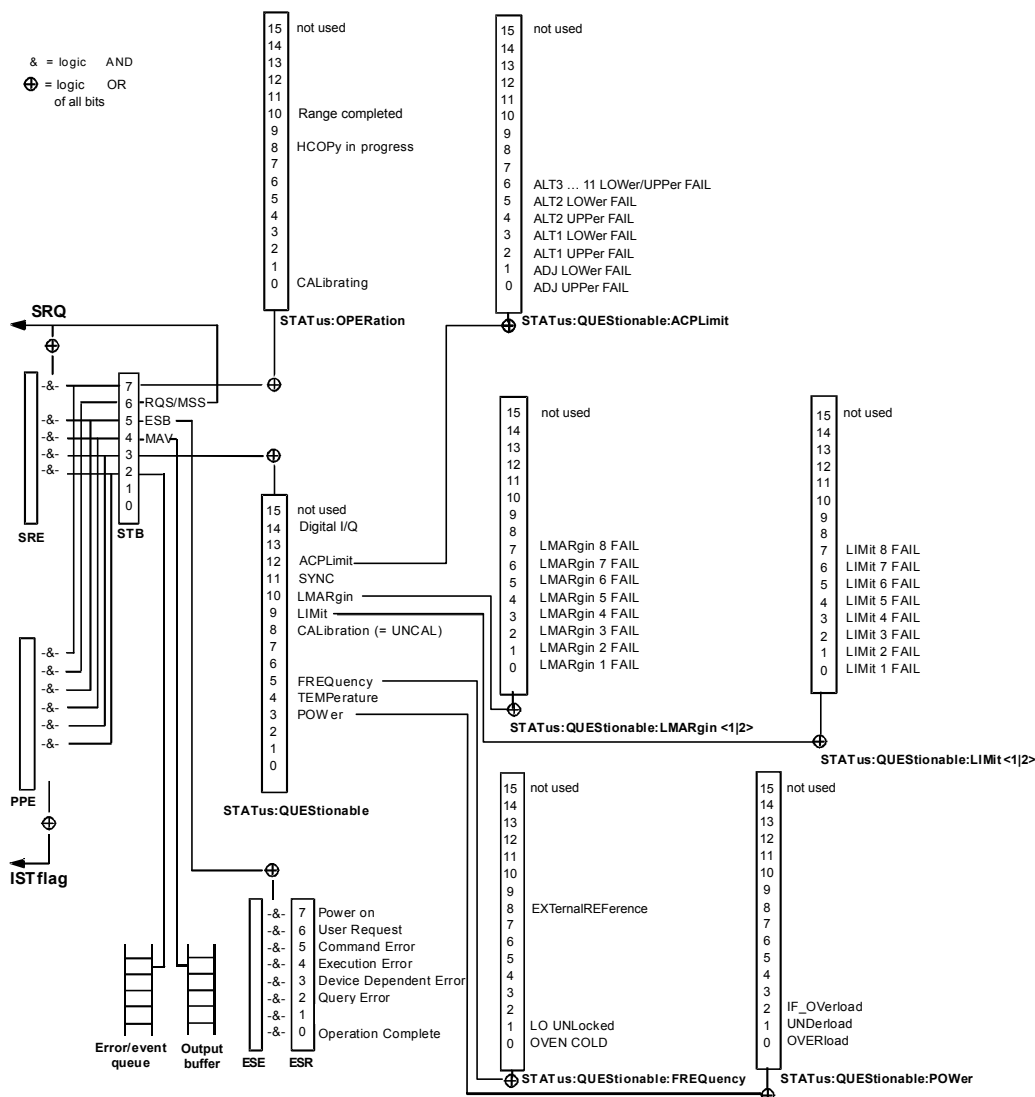 & = logic AND
⊕ = logic OR
of all bits
15 not used
14
13
12
11
10 Range completed
9
8 HCOPy in progress
7
6
5
4
3
2
1
0 CALibrating
STATus:OPERation
15 not used
14
13
12
11
10
9
8
7
6 ALT3 ... 11 LOWer/UPPer FAIL
5 ALT2 LOWer FAIL
4 ALT2 UPPer FAIL
3 ALT1 LOWer FAIL
2 ALT1 UPPer FAIL
1 ADJ LOWer FAIL
0 ADJ UPPer FAIL
STATus:QUEStionable:ACPLimit
SRQ
-&- 7
6 RQS/MSS
-&- 5 ESB
-&- 4 MAV
-&- 3
-&- 2
1
0
SRE
STB
15 not used
14 Digital I/Q
13
12 ACPLimit
11 SYNC
10 LMARgin
9 LIMit
8 CALibration (= UNCAL)
7
6
5 FREQuency
4 TEMPerature
3 POWer
2
1
0
STATus:QUEStionable
15 not used
14
13
12
11
10
9
8
7 LMARgin 8 FAIL
6 LMARgin 7 FAIL
5 LMARgin 6 FAIL
4 LMARgin 5 FAIL
3 LMARgin 4 FAIL
2 LMARgin 3 FAIL
1 LMARgin 2 FAIL
0 LMARgin 1 FAIL
STATus:QUEStionable:LMARgin <1|2>
15 not used
14
13
12
11
10
9
8
7 LIMit 8 FAIL
6 LIMit 7 FAIL
5 LIMit 6 FAIL
4 LIMit 5 FAIL
3 LIMit 4 FAIL
2 LIMit 3 FAIL
1 LIMit 2 FAIL
0 LIMit 1 FAIL
STATus:QUEStionable:LIMit <1|2>
-&-
-&-
-&-
-&-
-&-
-&-
PPE
IST flag
-&- 7 Power on
-&- 6 User Request
-&- 5 Command Error
-&- 4 Execution Error
-&- 3 Device Dependent Error
-&- 2 Query Error
-&- 1
-&- 0 Operation Complete
ESE
ESR
Error/event
queue
Output
buffer
15 not used
14
13
12
11
10
9
8 EXTernalREFerence
7
6
5
4
3
2
1 LO UNLocked
0 OVEN COLD
STATus:QUEStionable:FREQuency
15 not used
14
13
12
11
10
9
8
7
6
5
4
3
2 IF_OVerload
1 UNDerload
0 OVERload
STATus:QUEStionable:POWer